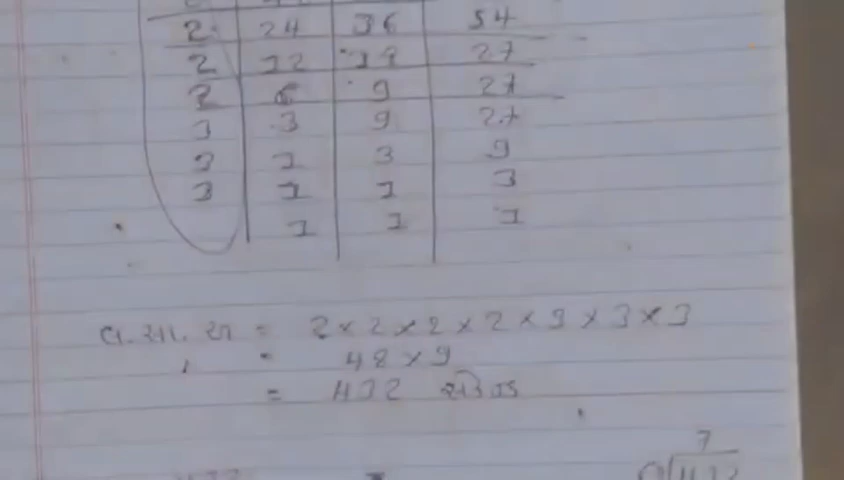 2 24 36 54
2 12 18 27
2 6 9 27
3 3 9 27
3 1 3 9
3 1 1 3
1 1 1
લ.સા.અ = 2 × 2 × 2 × 2 × 3 × 3 × 3
= 48 × 9
= 432 સેકંડ
7